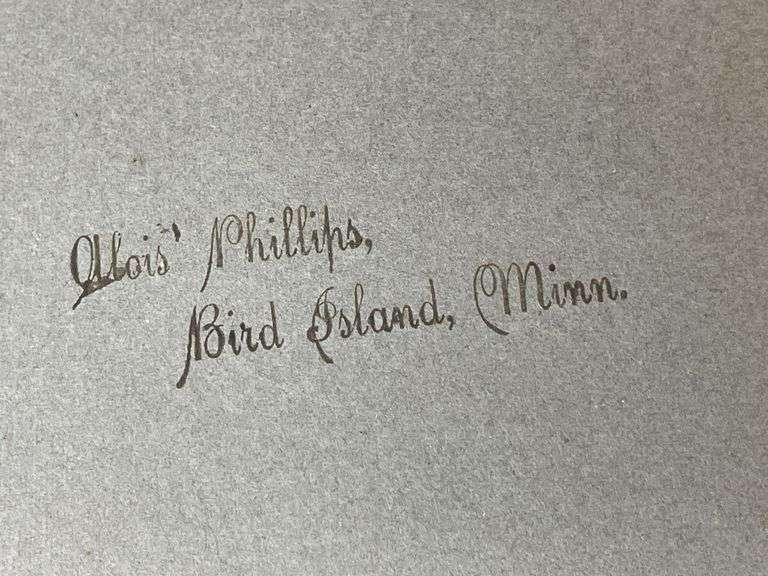 Alois' Phillips,
Bird Island, Minn.